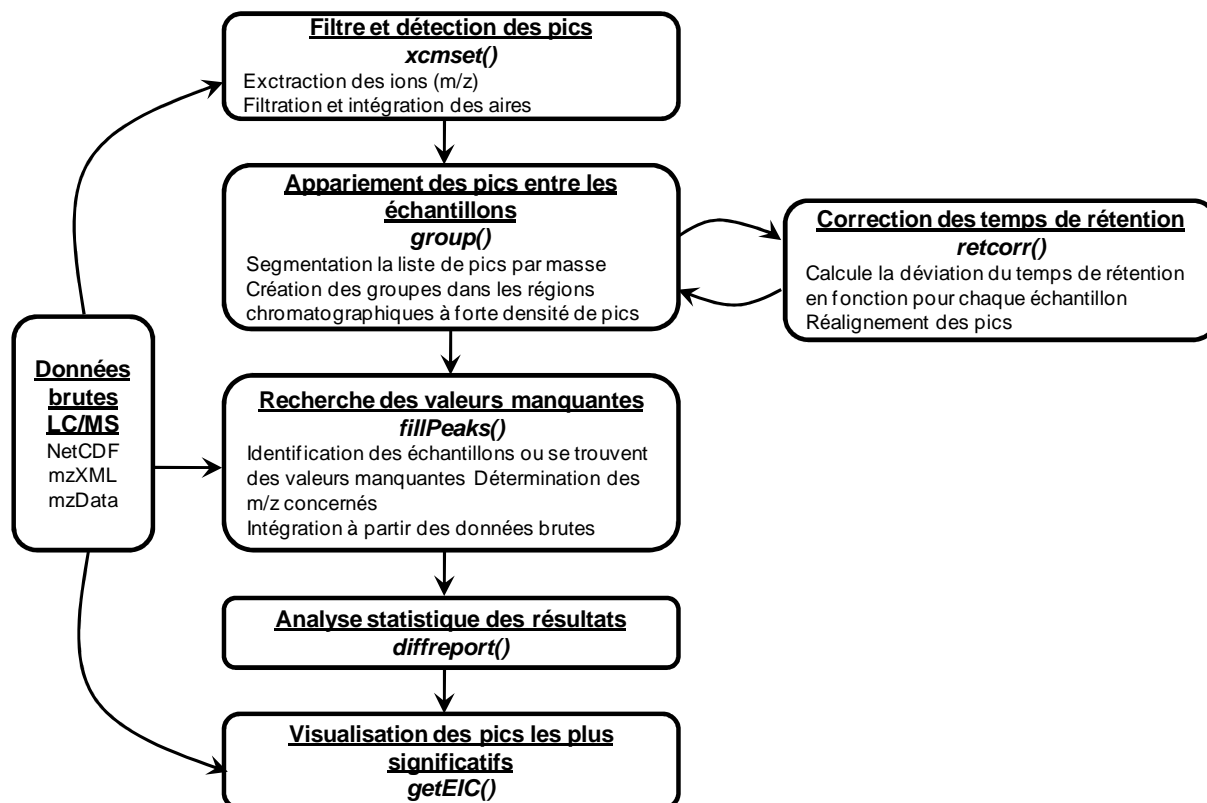 Filtre et détection des pics
xcmset()
Exctraction des ions (m/z)
Filtration et intégration des aires
Appariement des pics entre les
échantillons
group()
Segmentation la liste de pics par masse
Création des groupes dans les régions
chromatographiques à forte densité de pics
Correction des temps de rétention
retcorr()
Calcule la déviation du temps de rétention
en fonction pour chaque échantillon
Réalignement des pics
Données
brutes
LC/MS
NetCDF
mzXML
mzData
Recherche des valeurs manquantes
fillPeaks()
Identification des échantillons ou se trouvent
des valeurs manquantes Détermination des
m/z concernés
Intégration à partir des données brutes
Analyse statistique des résultats
diffreport()
Visualisation des pics les plus
significatifs
getEIC()